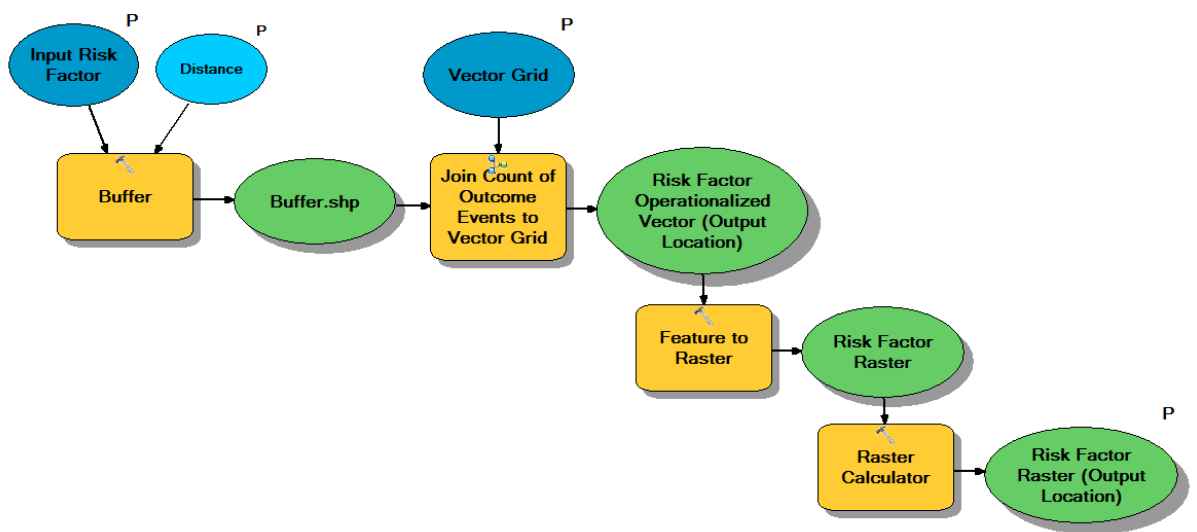 P
Input Risk
Factor
P
Distance
P
Vector Grid
Buffer
Buffer.shp
Join Count of
Outcome
Events to
Vector Grid
Risk Factor
Operationalized
Vector (Output
Location)
Feature to
Raster
Risk Factor
Raster
Raster
Calculator
P
Risk Factor
Raster (Output
Location)